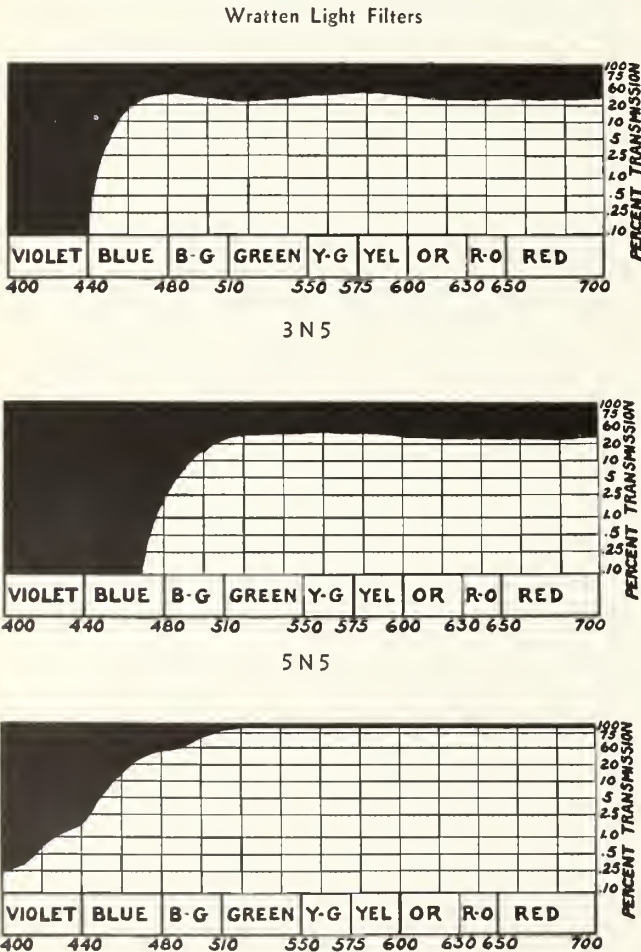 Wratten Light Filters
100
75
60
20
10
5
2.5
1.0
.5
.25
.10
PERCENT TRANSMISSION
VIOLET BLUE B-G GREEN Y-G YEL OR R-O RED
400 440 480 510 550 575 600 630 650 700
3N5
100
75
60
20
10
5
2.5
1.0
.5
.25
.10
PERCENT TRANSMISSION
VIOLET BLUE B-G GREEN Y-G YEL OR R-O RED
400 440 480 510 550 575 600 630 650 700
5N5
100
75
60
20
10
5
2.5
1.0
.5
.25
.10
PERCENT TRANSMISSION
VIOLET BLUE B-G GREEN Y-G YEL OR R-O RED
400 440 480 510 550 575 600 630 650 700